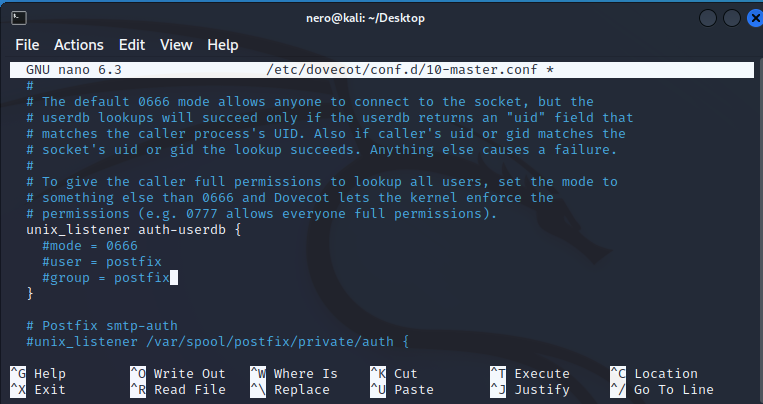 nero@kali: ~/Desktop
File Actions Edit View Help
GNU nano 6.3 /etc/dovecot/conf.d/10-master.conf *
#
# The default 0666 mode allows anyone to connect to the socket, but the
# userdb lookups will succeed only if the userdb returns an "uid" field that
# matches the caller process's UID. Also if caller's uid or gid matches the
# socket's uid or gid the lookup succeeds. Anything else causes a failure.
#
# To give the caller full permissions to lookup all users, set the mode to
# something else than 0666 and Dovecot lets the kernel enforce the
# permissions (e.g. 0777 allows everyone full permissions).
unix_listener auth-userdb {
#mode = 0666
#user = postfix
#group = postfix
}
# Postfix smtp-auth
#unix_listener /var/spool/postfix/private/auth {
^G Help ^O Write Out ^W Where Is ^K Cut ^T Execute ^C Location
^X Exit ^R Read File ^\ Replace ^U Paste ^J Justify ^/ Go To Line